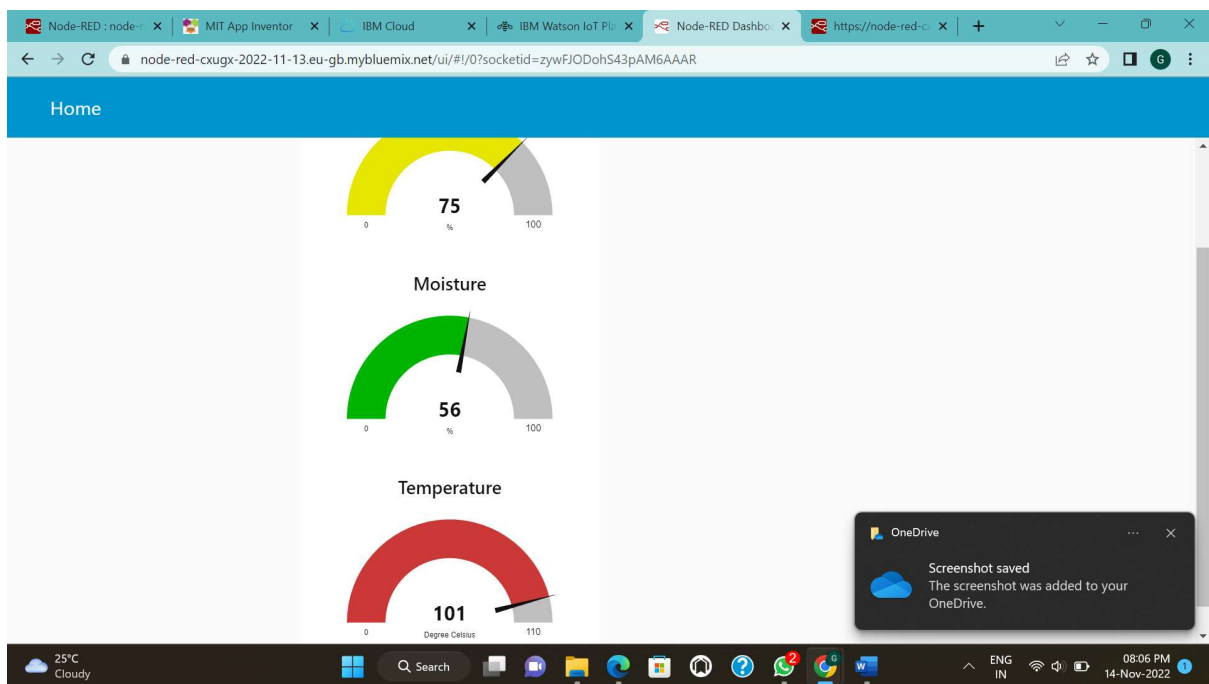 Node-RED : node-r
MIT App Inventor
IBM Cloud
IBM Watson IoT Pla
Node-RED Dashboa
https://node-red-c
node-red-cxugx-2022-11-13.eu-gb.mybluemix.net/ui/#!/0?socketid=zywFJODohS43pAM6AAAR
G
Home
75
%
0
100
Moisture
56
%
0
100
Temperature
101
Degree Celsius
0
110
OneDrive
Screenshot saved
The screenshot was added to your
OneDrive.
25°C
Cloudy
Search
2
G
W
ENG
IN
08:06 PM
14-Nov-2022
1